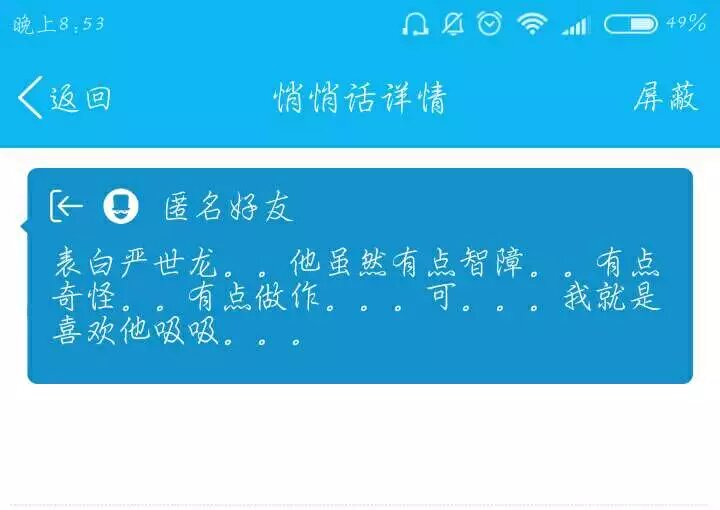 晚上8:53 49%
返回 悄悄话详情 屏蔽
匿名好友
表白严世龙。。他虽然有点智障。。有点
奇怪。。有点做作。。。可。。。我就是
喜欢他吸吸。。。